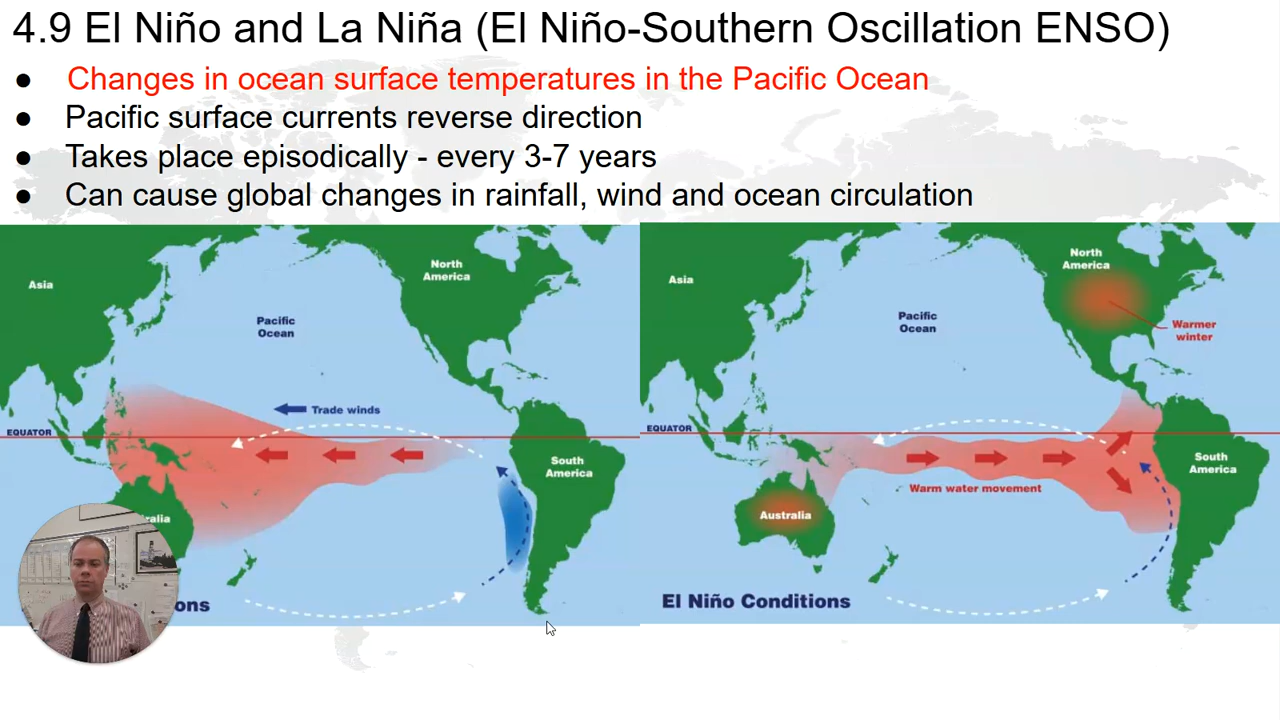 4.9 El Niño and La Niña (El Niño-Southern Oscillation ENSO)
● Changes in ocean surface temperatures in the Pacific Ocean
● Pacific surface currents reverse direction
● Takes place episodically - every 3-7 years
● Can cause global changes in rainfall, wind and ocean circulation
Asia
North
America
Pacific
Ocean
Trade winds
EQUATOR
South
America
ralia
ons
Asia
North
America
Pacific
Ocean
Warmer
winter
EQUATOR
South
America
Warm water movement
Australia
El Niño Conditions